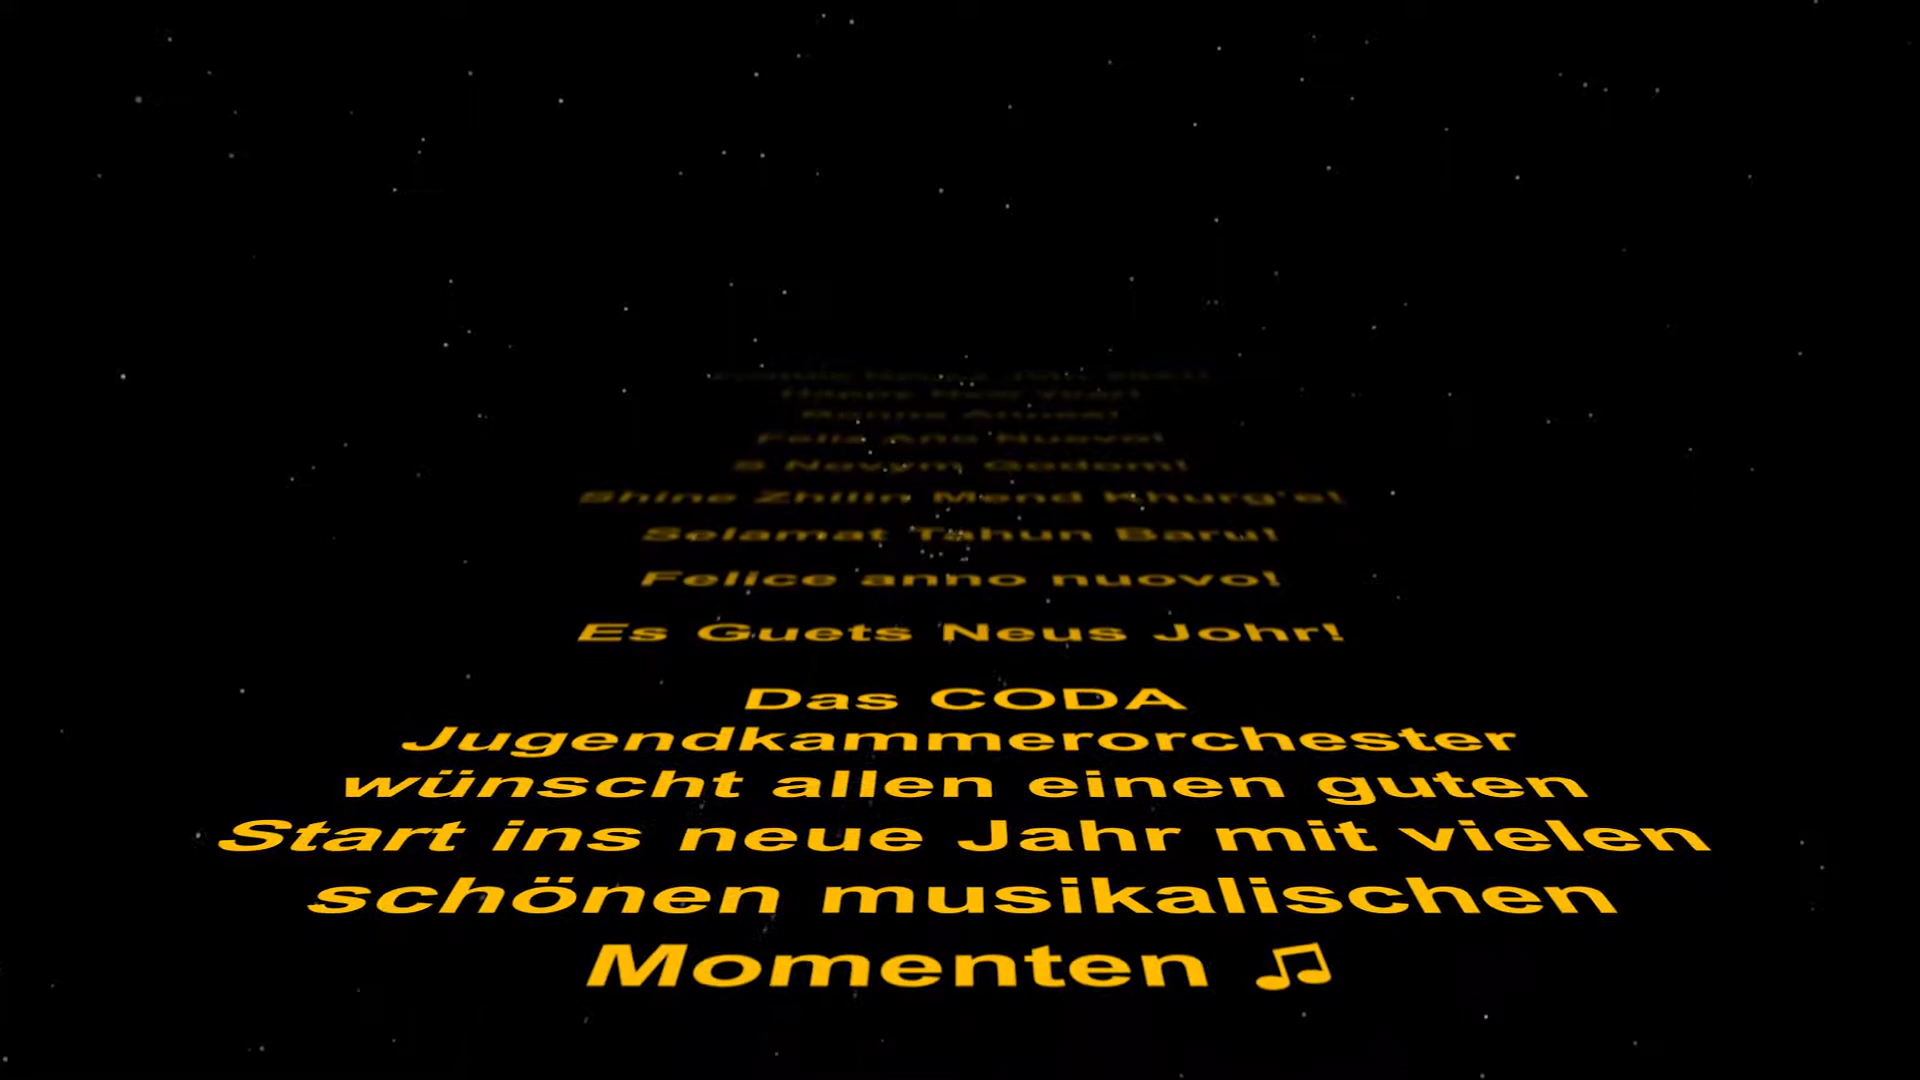 Happy New Year!
Bonne Année!
Feliz Año Nuevo!
S Novym Godom!
Shine Zhilin Mend Khurg'e!
Selamat Tahun Baru!
Felice anno nuovo!
Es Guets Neus Johr!
Das CODA
Jugendkammerorchester
wünscht allen einen guten
Start ins neue Jahr mit vielen
schönen musikalischen
Momenten ♫